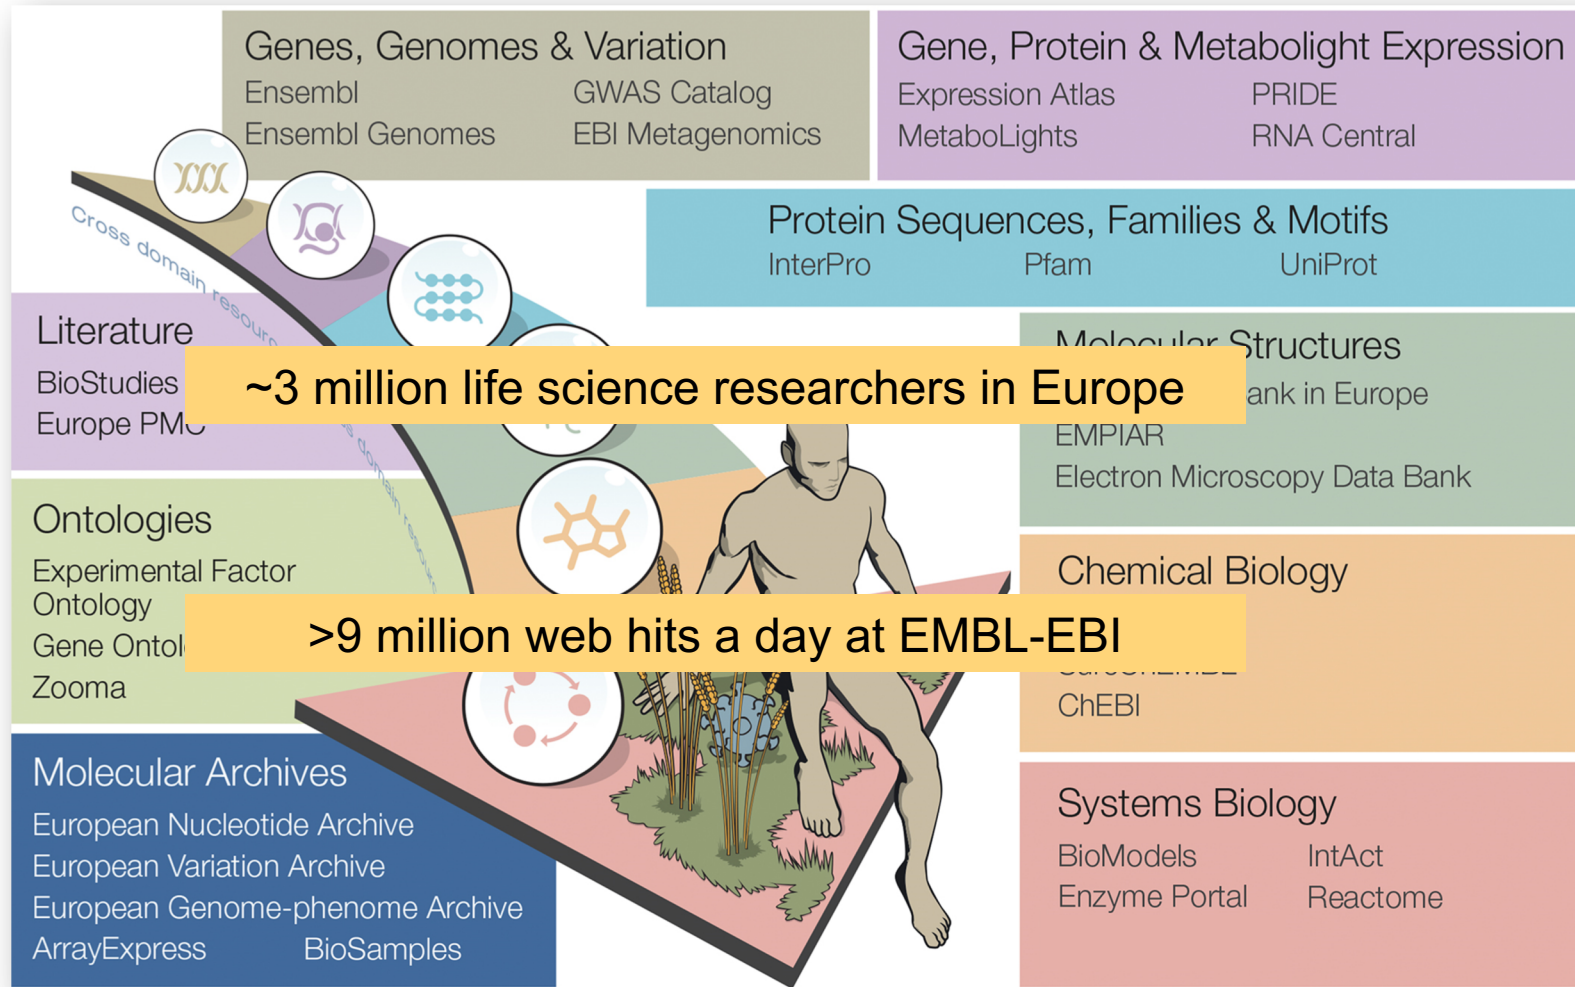 Genes, Genomes & Variation
Ensembl GWAS Catalog
Ensembl Genomes EBI Metagenomics
Gene, Protein & Metabolight Expression
Expression Atlas PRIDE
MetaboLights RNA Central
Protein Sequences, Families & Motifs
InterPro Pfam UniProt
Cross domain
Literature
BioStudies
Europe PMC
~3 million life science researchers in Europe
Molecular Structures
in Europe
EMPIAR
Electron Microscopy Data Bank
domain
Ontologies
Experimental Factor
Ontology
Gene
Zooma
>9 million web hits a day at EMBL-EBI
Chemical Biology
ChEBI
Molecular Archives
European Nucleotide Archive
European Variation Archive
European Genome-phenome Archive
ArrayExpress BioSamples
Systems Biology
BioModels IntAct
Enzyme Portal Reactome